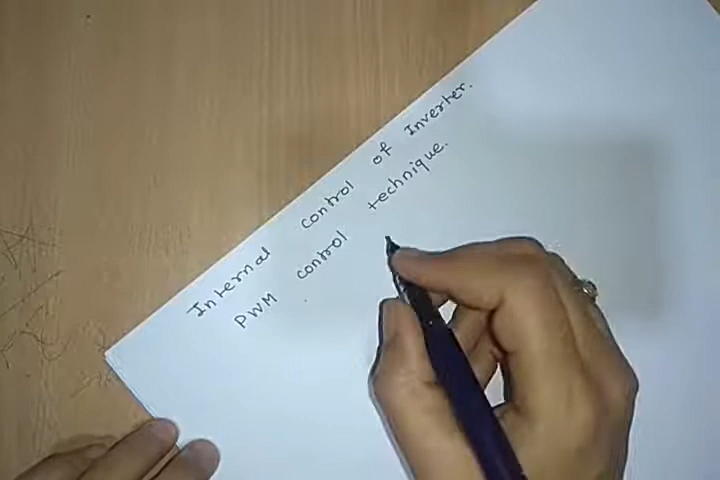 Internal control of Inverter.
PWM control technique.